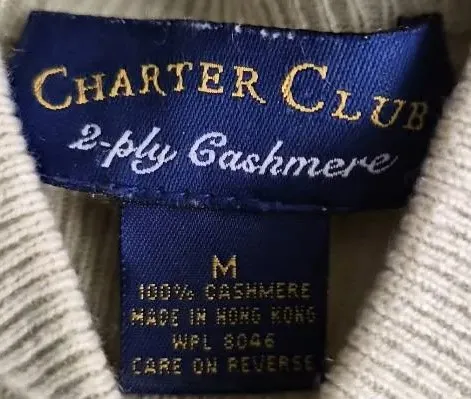 CHARTER CLUB
2-ply Cashmere
M
100% CASHMERE
MADE IN HONG KONG
WPL 8046
CARE ON REVERSE